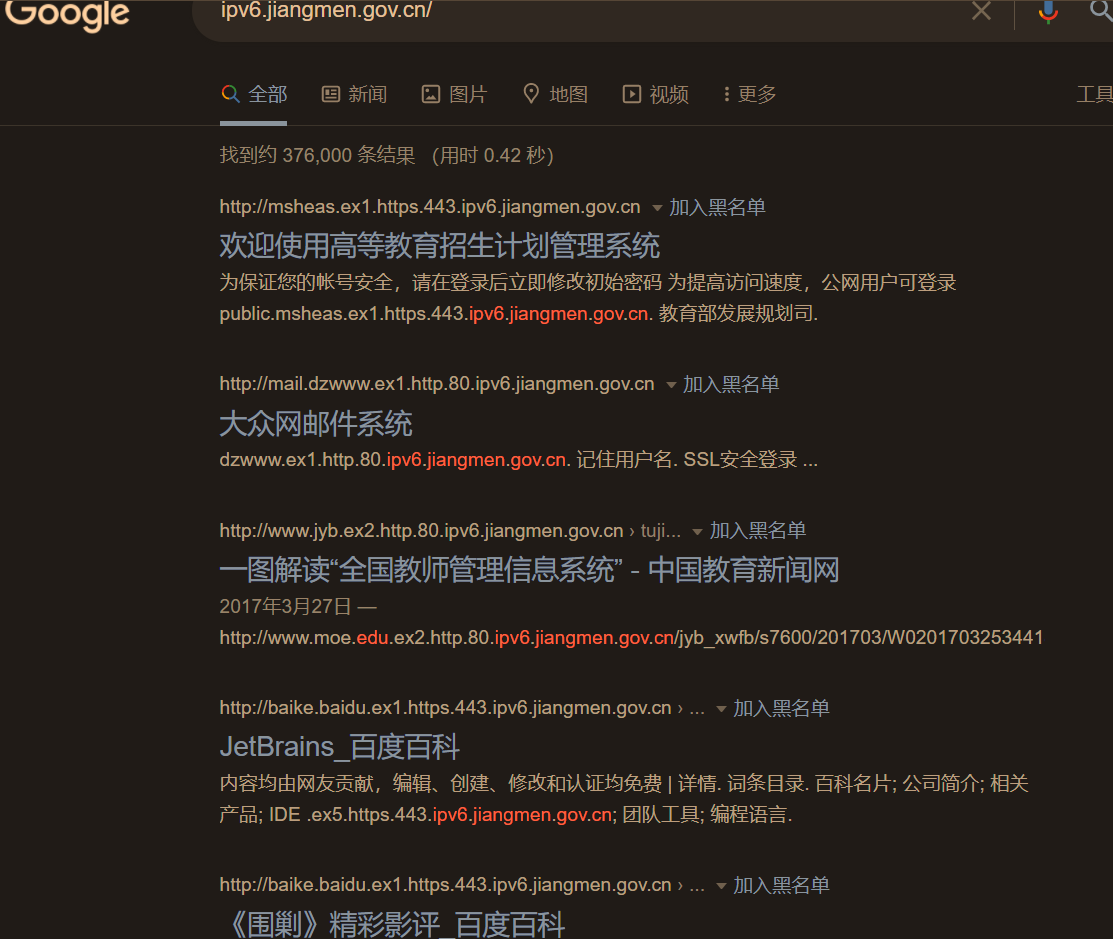 Google
ipv6.jiangmen.gov.cn/
全部 新闻 图片 地图 视频 更多 工具
找到约 376,000 条结果 （用时 0.42 秒）
http://msheas.ex1.https.443.ipv6.jiangmen.gov.cn 加入黑名单
欢迎使用高等教育招生计划管理系统
为保证您的帐号安全，请在登录后立即修改初始密码 为提高访问速度，公网用户可登录
public.msheas.ex1.https.443.ipv6.jiangmen.gov.cn. 教育部发展规划司.
http://mail.dzwww.ex1.http.80.ipv6.jiangmen.gov.cn 加入黑名单
大众网邮件系统
dzwww.ex1.http.80.ipv6.jiangmen.gov.cn. 记住用户名. SSL安全登录 ...
http://www.jyb.ex2.http.80.ipv6.jiangmen.gov.cn › tuji... 加入黑名单
一图解读“全国教师管理信息系统” - 中国教育新闻网
2017年3月27日 —
http://www.moe.edu.ex2.http.80.ipv6.jiangmen.gov.cn/jyb_xwfb/s7600/201703/W0201703253441
http://baike.baidu.ex1.https.443.ipv6.jiangmen.gov.cn › ... 加入黑名单
JetBrains_百度百科
内容均由网友贡献，编辑、创建、修改和认证均免费 | 详情. 词条目录. 百科名片; 公司简介; 相关
产品; IDE .ex5.https.443.ipv6.jiangmen.gov.cn; 团队工具; 编程语言.
http://baike.baidu.ex1.https.443.ipv6.jiangmen.gov.cn › ... 加入黑名单
《围剿》精彩影评_百度百科